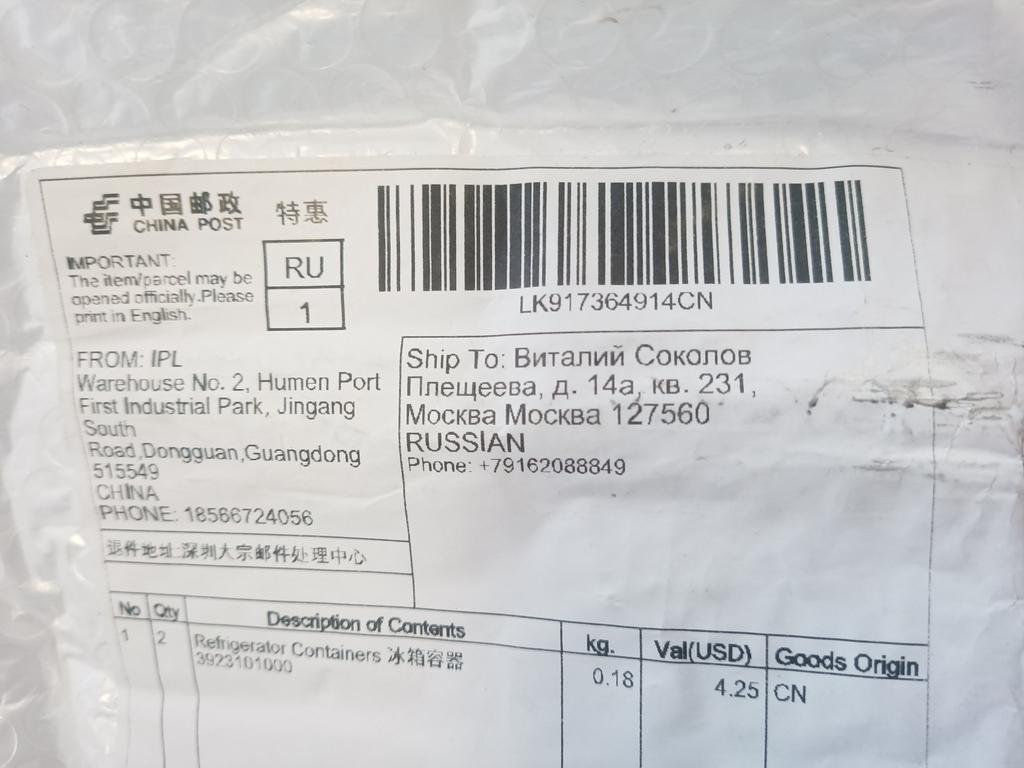 中国邮政
CHINA POST
特惠
IMPORTANT:
The item/parcel may be
opened officially.Please
print in English.
RU
1
LK917364914CN
FROM: IPL
Warehouse No. 2, Humen Port
First Industrial Park, Jingang
South
Road,Dongguan,Guangdong
515549
CHINA
PHONE: 18566724056
退件地址:深圳大宗邮件处理中心
Ship To: Виталий Соколов
Плещеева, д. 14а, кв. 231,
Москва Москва 127560
RUSSIAN
Phone: +79162088849
No Qty Description of Contents kg. Val(USD) Goods Origin
1 2 Refrigerator Containers 冰箱容器 0.18 4.25 CN
3923101000